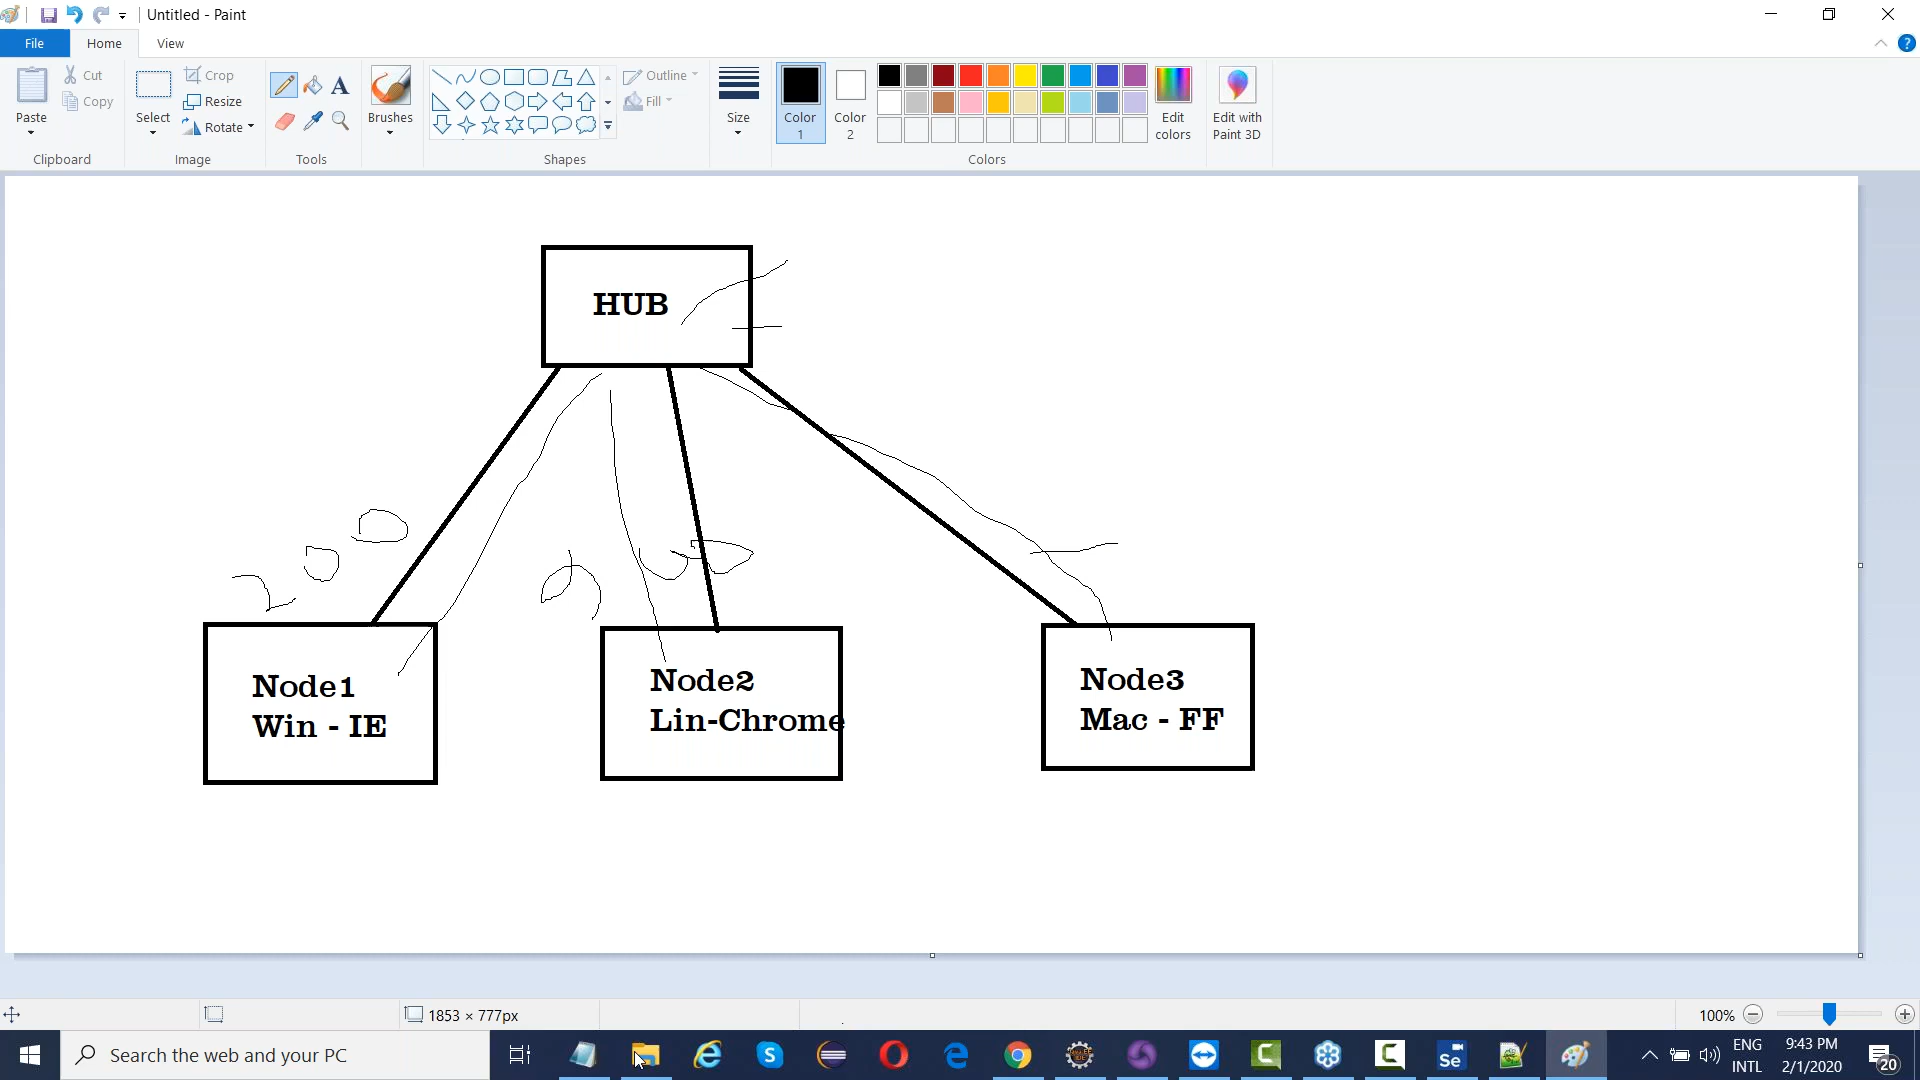 Untitled - Paint
File
Home
View
Paste
Cut
Copy
Clipboard
Select
Crop
Resize
Rotate
Image
A
Tools
Brushes
Shapes
Outline
Fill
Size
Color
1
Color
2
Colors
Edit
colors
Edit with
Paint 3D
HUB
Node1
Win - IE
Node2
Lin-Chrome
Node3
Mac - FF
1853 × 777px
100%
Search the web and your PC
Se
ENG
INTL
9:43 PM
2/1/2020
20